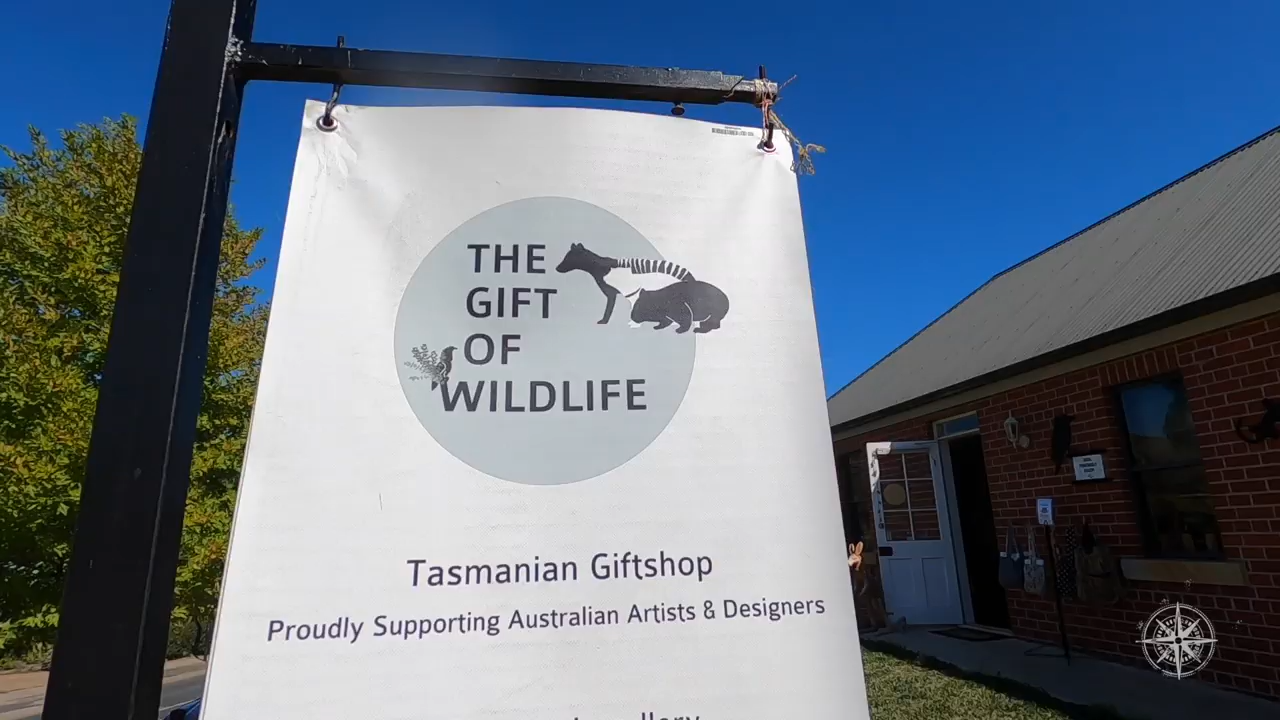 THE
GIFT
OF
WILDLIFE
Tasmanian Giftshop
Proudly Supporting Australian Artists & Designers